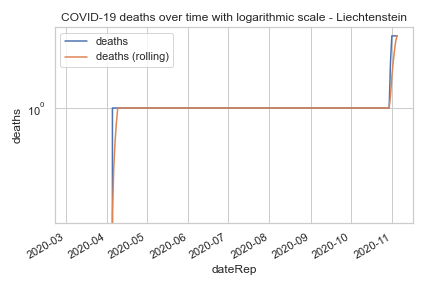 COVID-19 deaths over time with logarithmic scale - Liechtenstein
deaths
deaths (rolling)
10⁰
deaths
2020-03
2020-04
2020-05
2020-06
2020-07
2020-08
2020-09
2020-10
2020-11
dateRep